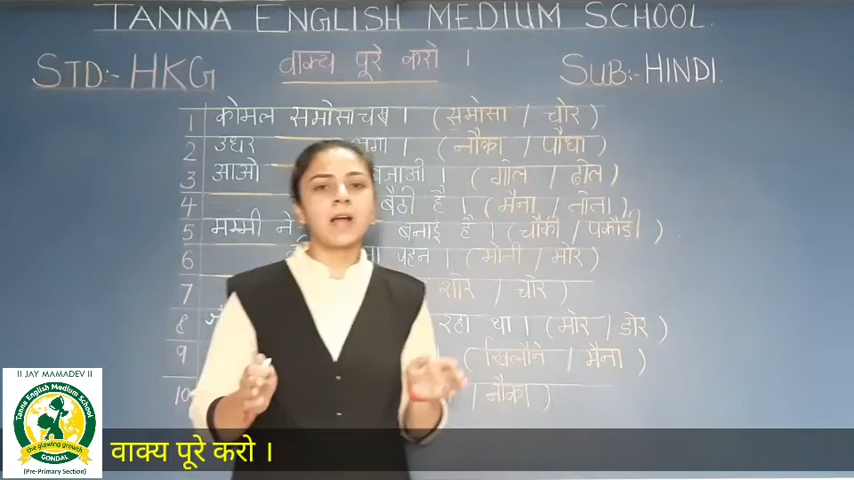 TANNA ENGLISH MEDIUM SCHOOL.
STD:- HKG
वाक्य पूरे करो ।
SUB:- HINDI.
1 कोमल समोसा चख । ( समोसा / चोर )
2 उधर ( नौका / पौधा )
3 आओ बजाओ । ( गोल / ढोल )
4 बैठी है । ( मैना / तोता )
5 मम्मी ने बनाई है । ( चौकी / पकौड़ी )
6 पहन । ( मोती / मोर )
7 शोर / चोर )
8 रहा था । ( मोर / डोर )
9 ( खिलौने / मैना )
10 / नौका )
II JAY MAMADEV II
Tanna English Medium School
the glowing growth
GONDAL
(Pre-Primary Section)
वाक्य पूरे करो ।